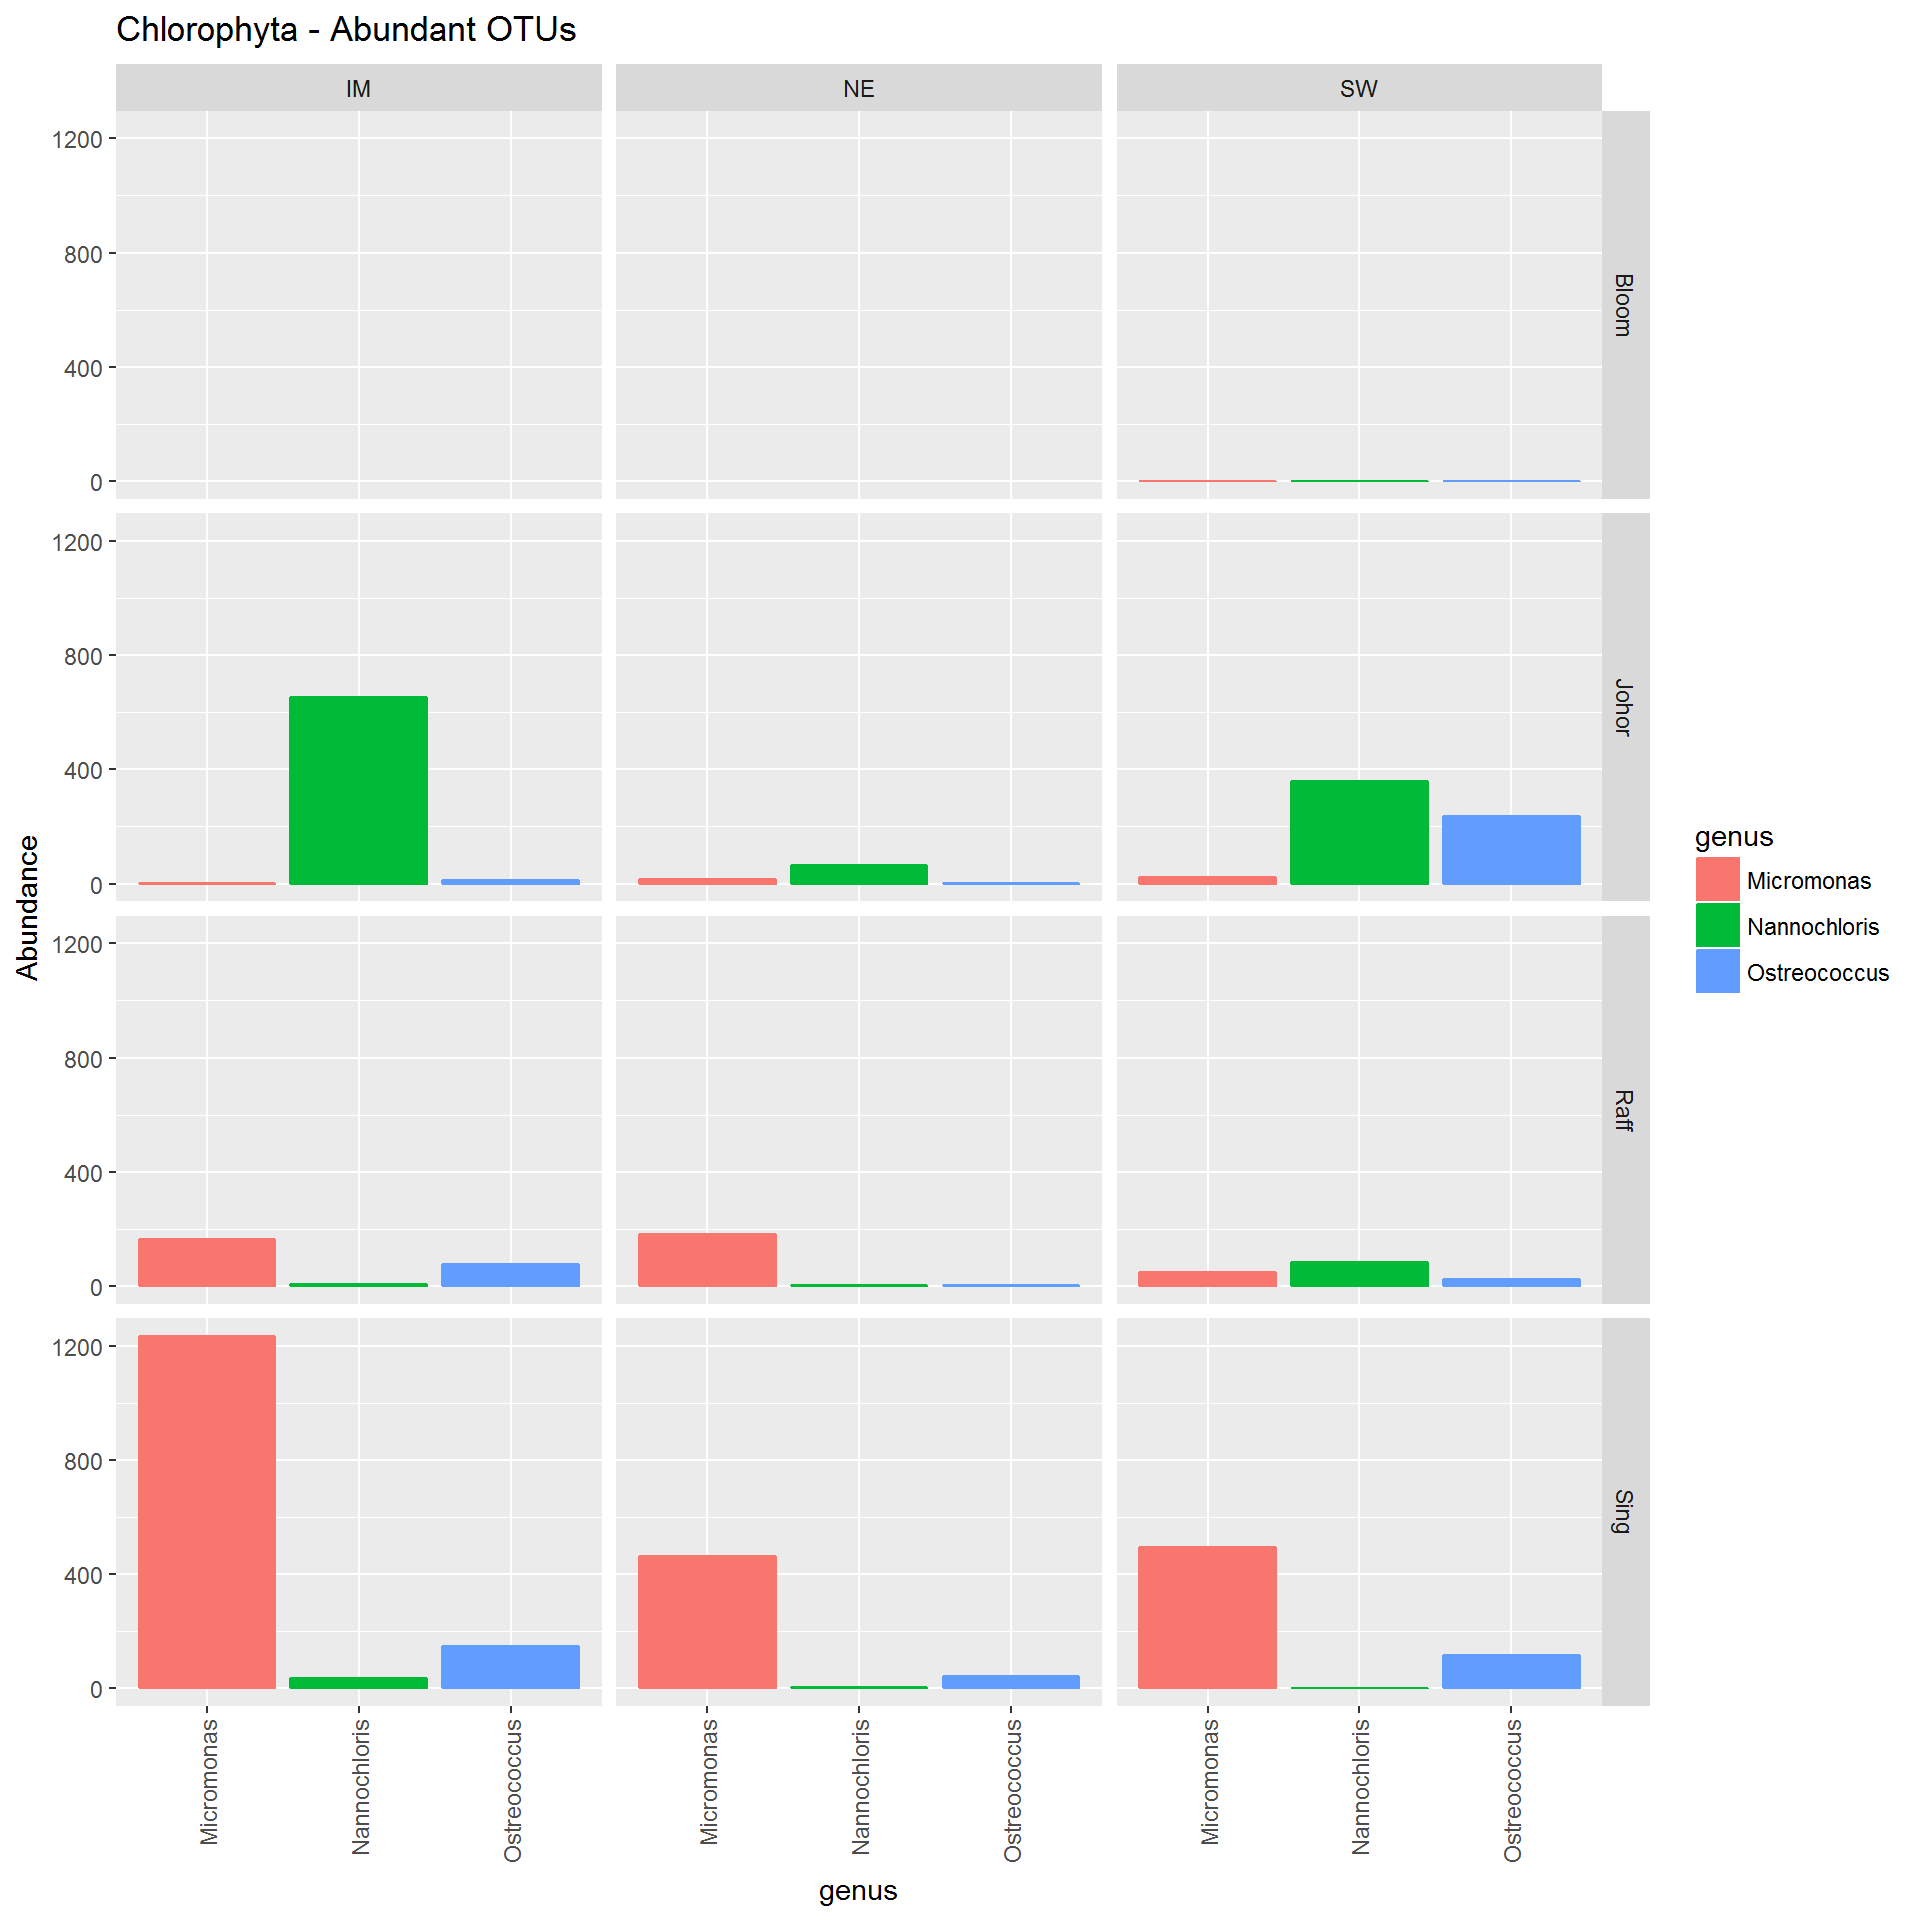 Chlorophyta - Abundant OTUs
IM NE SW
1200
800
400
0
Bloom
1200
800
400
0
Johor
1200
800
400
0
Raff
1200
800
400
0
Sing
Abundance
Micromonas Nannochloris Ostreococcus Micromonas Nannochloris Ostreococcus Micromonas Nannochloris Ostreococcus
genus
genus
Micromonas
Nannochloris
Ostreococcus